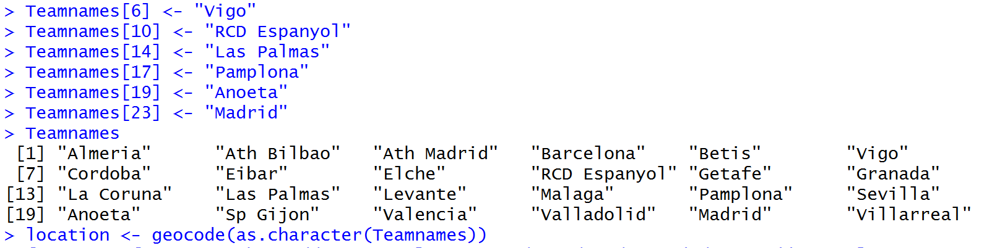 > Teamnames[6] <- "Vigo"
> Teamnames[10] <- "RCD Espanyol"
> Teamnames[14] <- "Las Palmas"
> Teamnames[17] <- "Pamplona"
> Teamnames[19] <- "Anoeta"
> Teamnames[23] <- "Madrid"
> Teamnames
[1] "Almeria" "Ath Bilbao" "Ath Madrid" "Barcelona" "Betis" "Vigo"
[7] "Cordoba" "Eibar" "Elche" "RCD Espanyol" "Getafe" "Granada"
[13] "La Coruna" "Las Palmas" "Levante" "Malaga" "Pamplona" "Sevilla"
[19] "Anoeta" "Sp Gijon" "Valencia" "Valladolid" "Madrid" "Villarreal"
> location <- geocode(as.character(Teamnames))